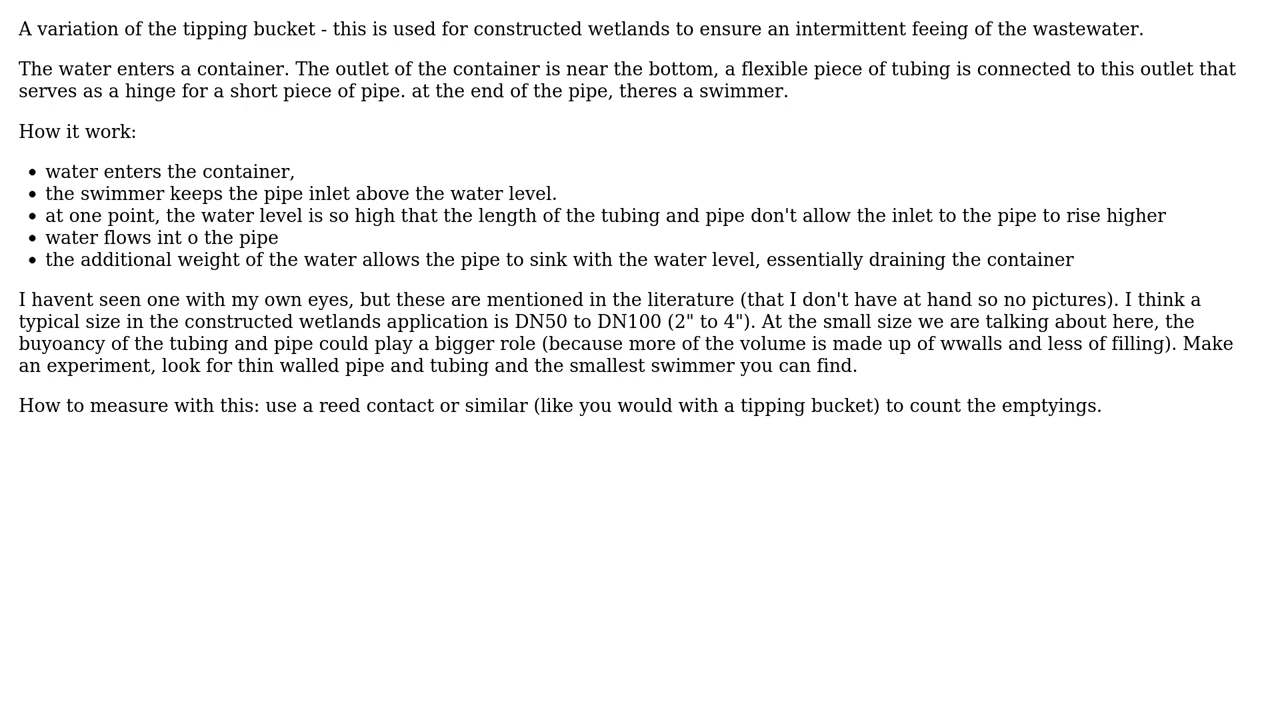 A variation of the tipping bucket - this is used for constructed wetlands to ensure an intermittent feeing of the wastewater.
The water enters a container. The outlet of the container is near the bottom, a flexible piece of tubing is connected to this outlet that
serves as a hinge for a short piece of pipe. at the end of the pipe, theres a swimmer.
How it work:
• water enters the container,
• the swimmer keeps the pipe inlet above the water level.
• at one point, the water level is so high that the length of the tubing and pipe don't allow the inlet to the pipe to rise higher
• water flows int o the pipe
• the additional weight of the water allows the pipe to sink with the water level, essentially draining the container
I havent seen one with my own eyes, but these are mentioned in the literature (that I don't have at hand so no pictures). I think a
typical size in the constructed wetlands application is DN50 to DN100 (2" to 4"). At the small size we are talking about here, the
buyoancy of the tubing and pipe could play a bigger role (because more of the volume is made up of wwalls and less of filling). Make
an experiment, look for thin walled pipe and tubing and the smallest swimmer you can find.
How to measure with this: use a reed contact or similar (like you would with a tipping bucket) to count the emptyings.